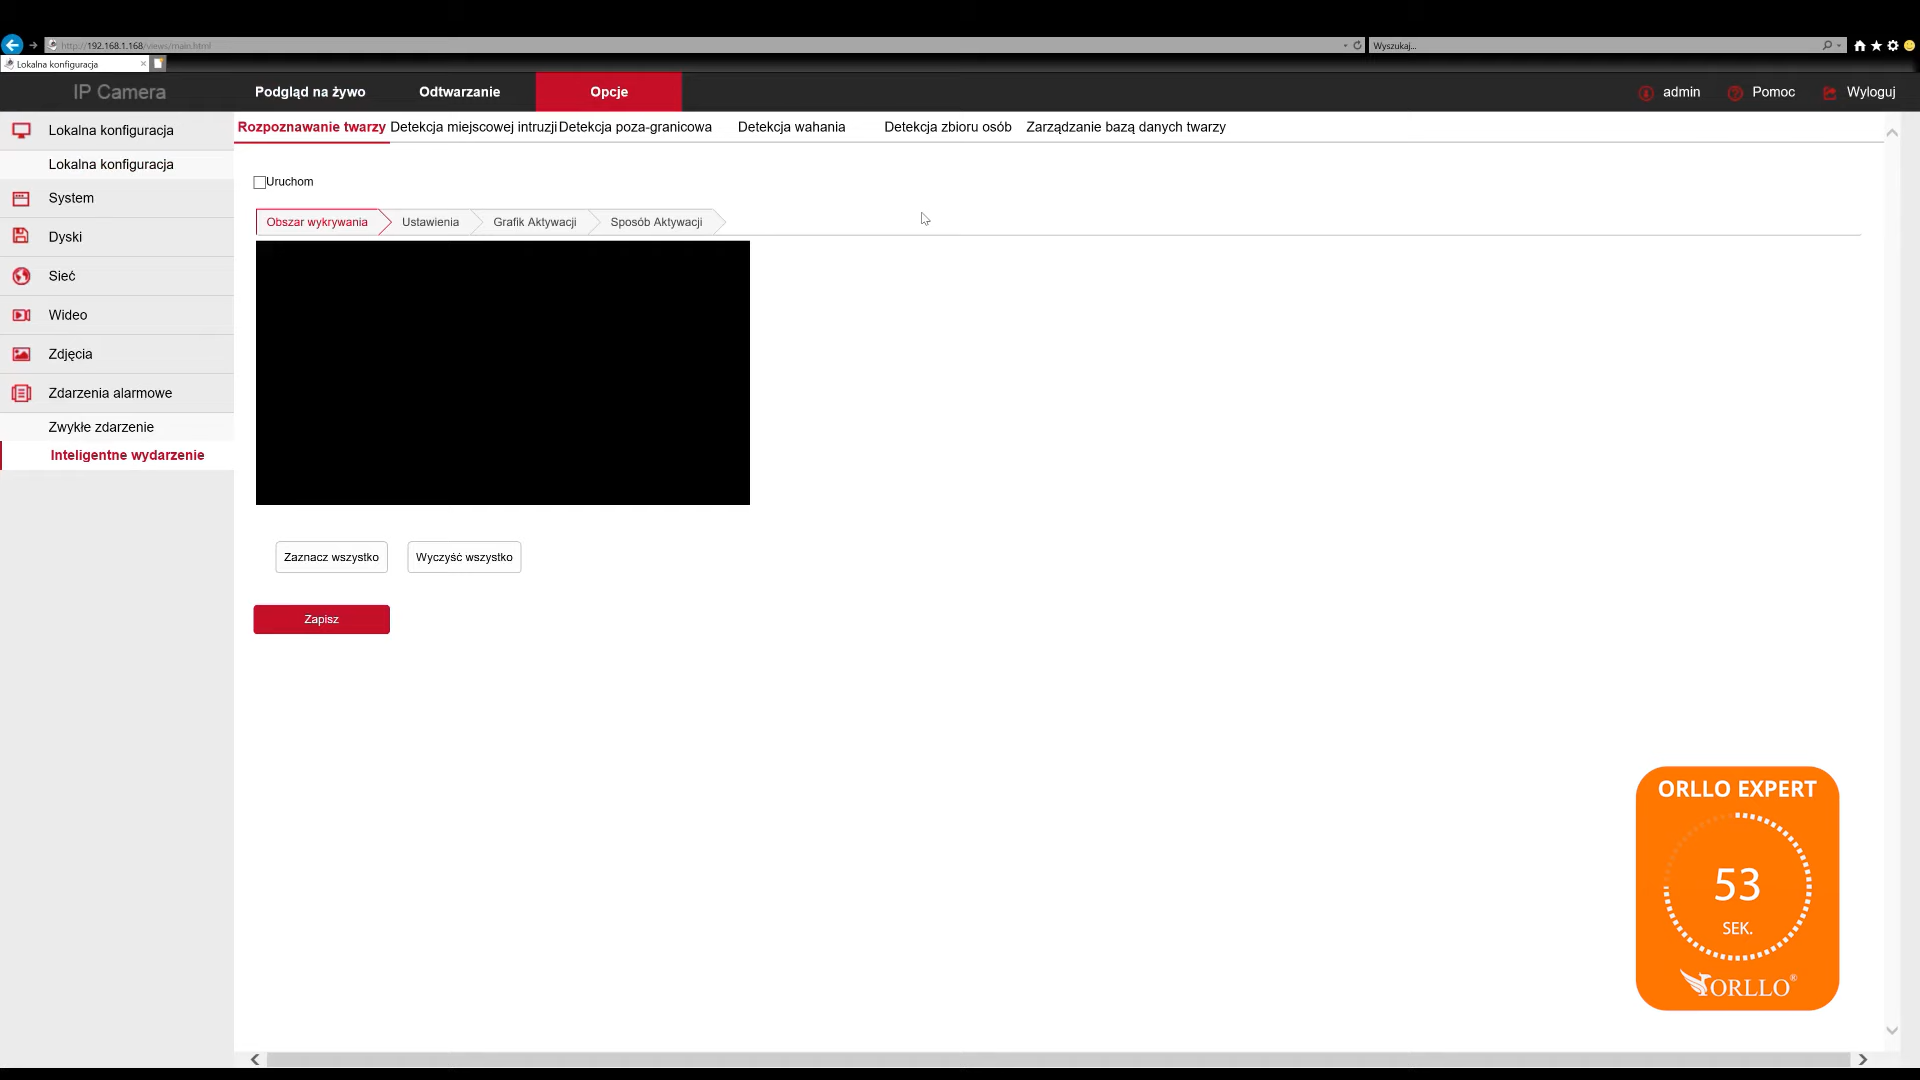 http://192.168.1.168/views/main.html
Wyszukaj...
Lokalna konfiguracja
IP Camera
Podgląd na żywo
Odtwarzanie
Opcje
admin
Pomoc
Wyloguj
Lokalna konfiguracja
Lokalna konfiguracja
System
Dyski
Sieć
Wideo
Zdjęcia
Zdarzenia alarmowe
Zwykłe zdarzenie
Inteligentne wydarzenie
Rozpoznawanie twarzy
Detekcja miejscowej intruzji
Detekcja poza-granicowa
Detekcja wahania
Detekcja zbioru osób
Zarządzanie bazą danych twarzy
Uruchom
Obszar wykrywania
Ustawienia
Grafik Aktywacji
Sposób Aktywacji
Zaznacz wszystko
Wyczyść wszystko
Zapisz
ORLLO EXPERT
53
SEK.
ORLLO®